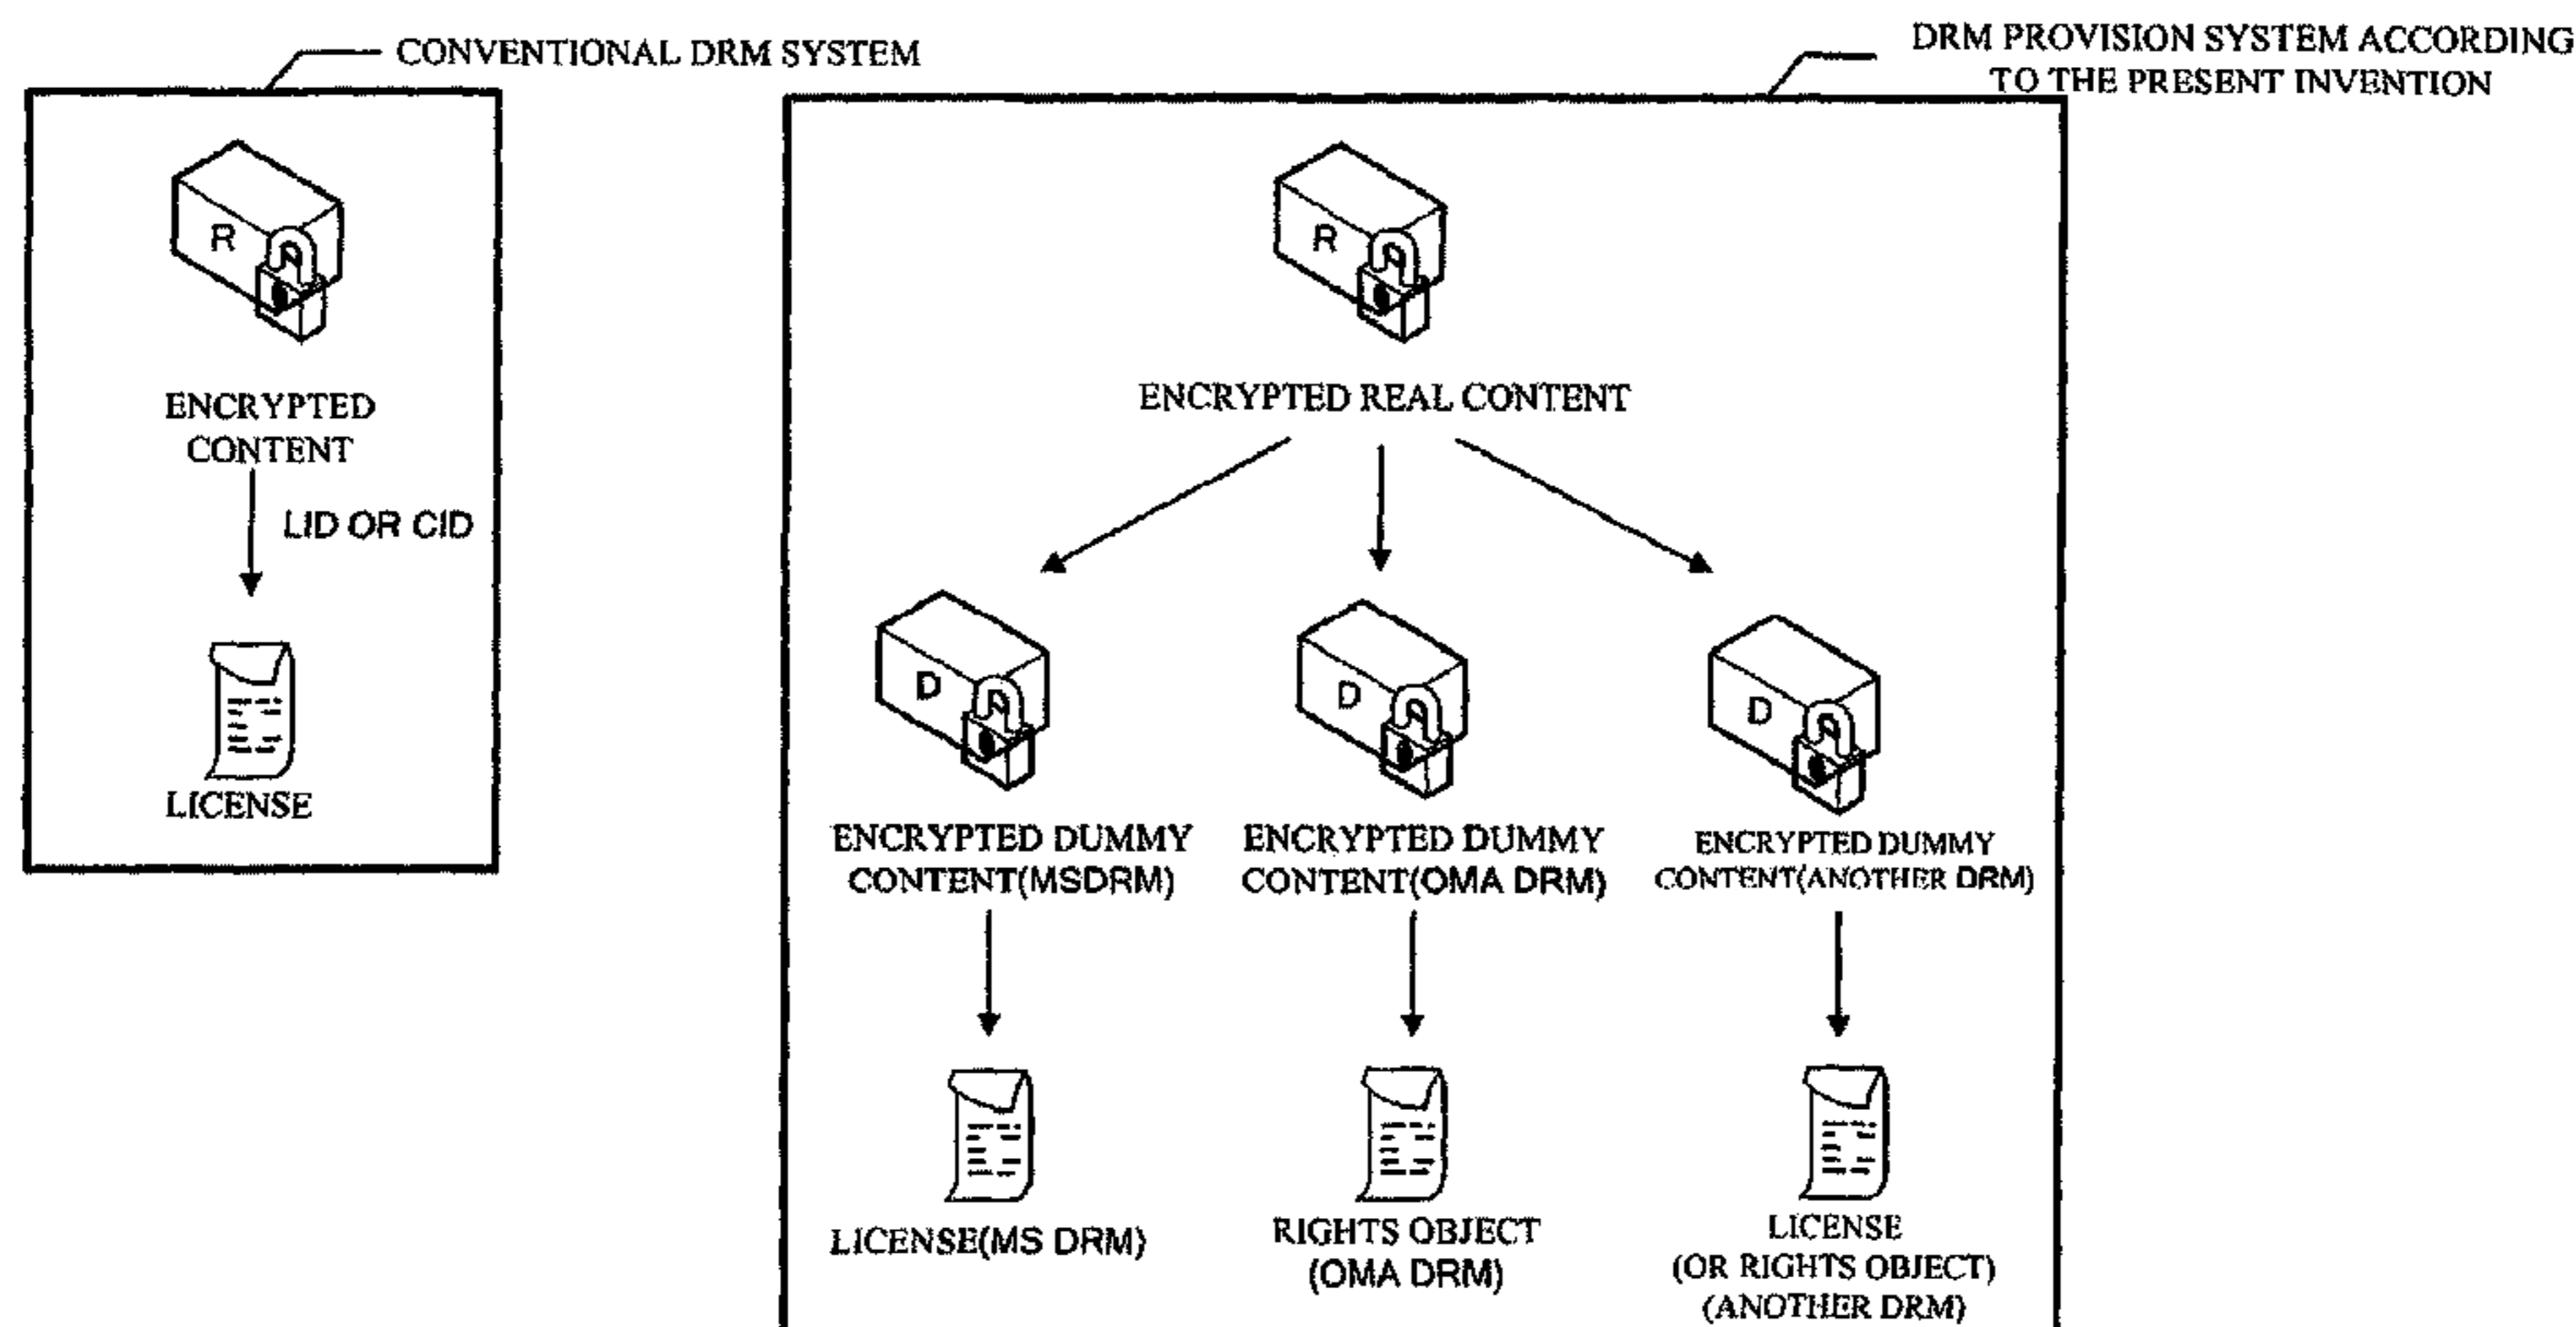 CONVENTIONAL DRM SYSTEM
R
ENCRYPTED
CONTENT
LID OR CID
LICENSE
DRM PROVISION SYSTEM ACCORDING
TO THE PRESENT INVENTION
R
ENCRYPTED REAL CONTENT
D
ENCRYPTED DUMMY
CONTENT(MSDRM)
D
ENCRYPTED DUMMY
CONTENT(OMA DRM)
D
ENCRYPTED DUMMY
CONTENT(ANOTHER DRM)
LICENSE(MS DRM)
RIGHTS OBJECT
(OMA DRM)
LICENSE
(OR RIGHTS OBJECT)
(ANOTHER DRM)